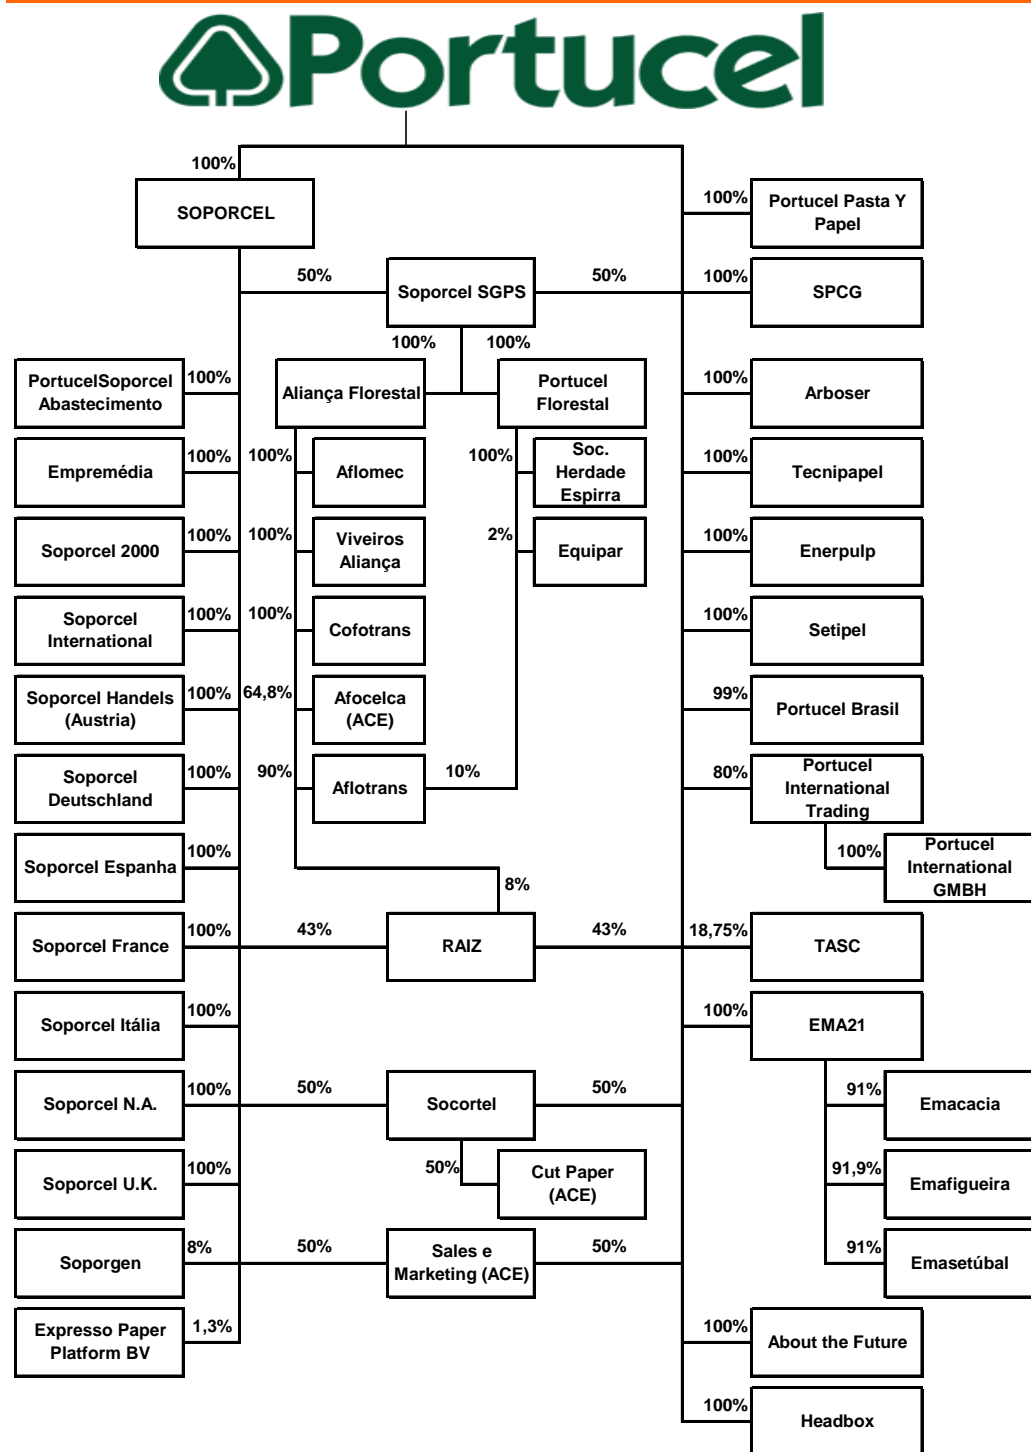 Portucel
100%
SOPORCEL
100%
Portucel Pasta Y
Papel
50%
Soporcel SGPS
50%
100%
SPCG
100%
100%
PortucelSoporcel
Abastecimento
100%
Aliança Florestal
Portucel
Florestal
100%
Arboser
Empremédia
100%
100%
Aflomec
100%
Soc.
Herdade
Espirra
100%
Tecnipapel
Soporcel 2000
100%
100%
Viveiros
Aliança
2%
Equipar
100%
Enerpulp
Soporcel
International
100%
100%
Cofotrans
100%
Setipel
Soporcel Handels
(Austria)
100%
64,8%
Afocelca
(ACE)
99%
Portucel Brasil
Soporcel
Deutschland
100%
90%
Aflotrans
10%
80%
Portucel
International
Trading
Soporcel Espanha
100%
8%
100%
Portucel
International
GMBH
Soporcel France
100%
43%
RAIZ
43%
18,75%
TASC
Soporcel Itália
100%
100%
EMA21
Soporcel N.A.
100%
50%
Socortel
50%
91%
Emacacia
Soporcel U.K.
100%
50%
Cut Paper
(ACE)
91,9%
Emafigueira
Soporgen
8%
50%
Sales e
Marketing (ACE)
50%
91%
Emasetúbal
Expresso Paper
Platform BV
1,3%
100%
About the Future
100%
Headbox